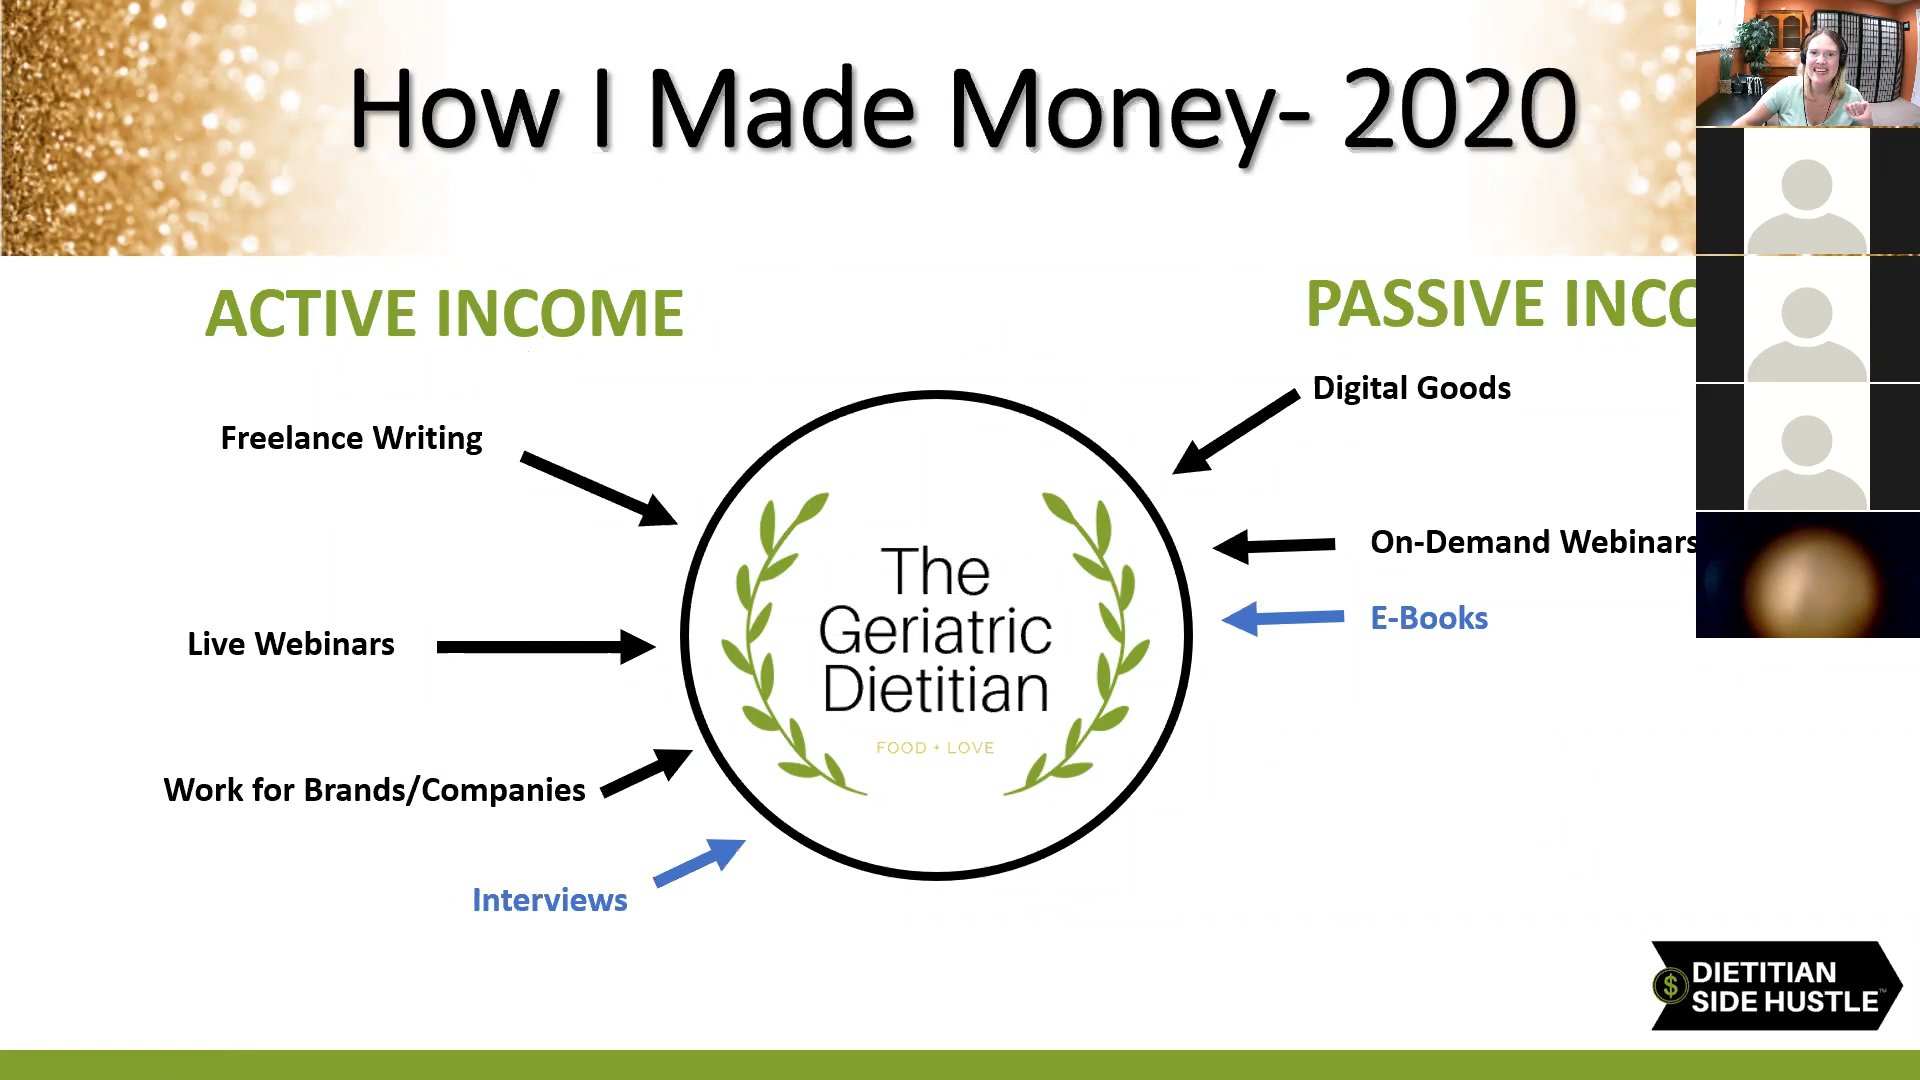 How I Made Money- 2020
ACTIVE INCOME
PASSIVE INCO
Freelance Writing
Live Webinars
Work for Brands/Companies
Interviews
Digital Goods
On-Demand Webinars
E-Books
The
Geriatric
Dietitian
FOOD + LOVE
$
DIETITIAN
SIDE HUSTLE™